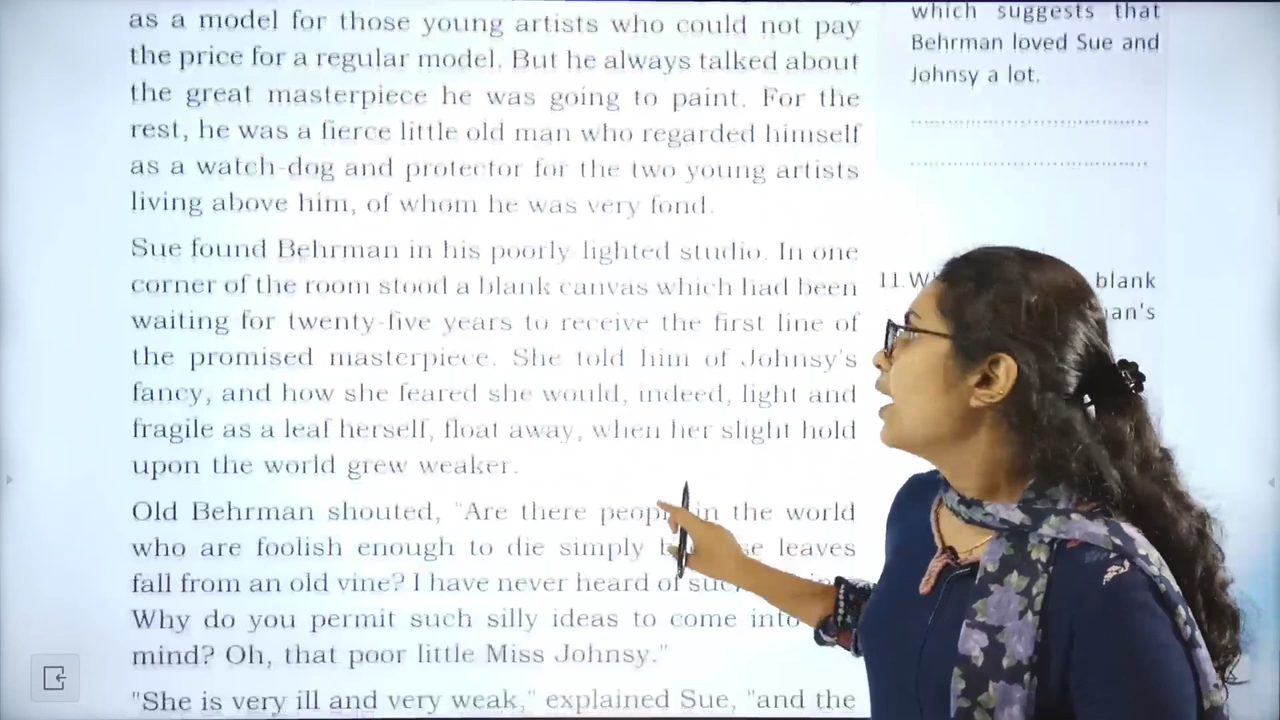 as a model for those young artists who could not pay
the price for a regular model. But he always talked about
the great masterpiece he was going to paint. For the
rest, he was a fierce little old man who regarded himself
as a watch-dog and protector for the two young artists
living above him, of whom he was very fond.
Sue found Behrman in his poorly lighted studio. In one
corner of the room stood a blank canvas which had been
waiting for twenty-five years to receive the first line of
the promised masterpiece. She told him of Johnsy's
fancy, and how she feared she would, indeed, light and
fragile as a leaf herself, float away, when her slight hold
upon the world grew weaker.
Old Behrman shouted, "Are there in the world
who are foolish enough to die simply leaves
fall from an old vine? I have never heard of
Why do you permit such silly ideas to come into
mind? Oh, that poor little Miss Johnsy."
"She is very ill and very weak," explained Sue, "and the
which suggests that
Behrman loved Sue and
Johnsy a lot.
11. blank